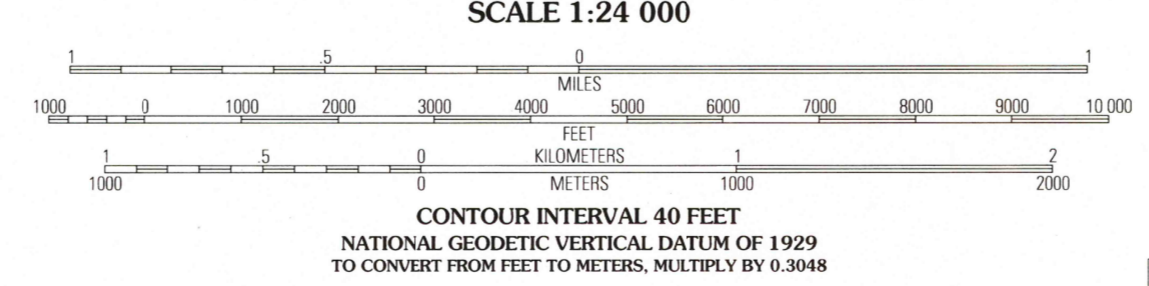 SCALE 1:24 000
1 .5 0 1
MILES
1000 0 1000 2000 3000 4000 5000 6000 7000 8000 9000 10 000
FEET
1 .5 0 KILOMETERS 1 2
1000 0 METERS 1000 2000
CONTOUR INTERVAL 40 FEET
NATIONAL GEODETIC VERTICAL DATUM OF 1929
TO CONVERT FROM FEET TO METERS, MULTIPLY BY 0.3048